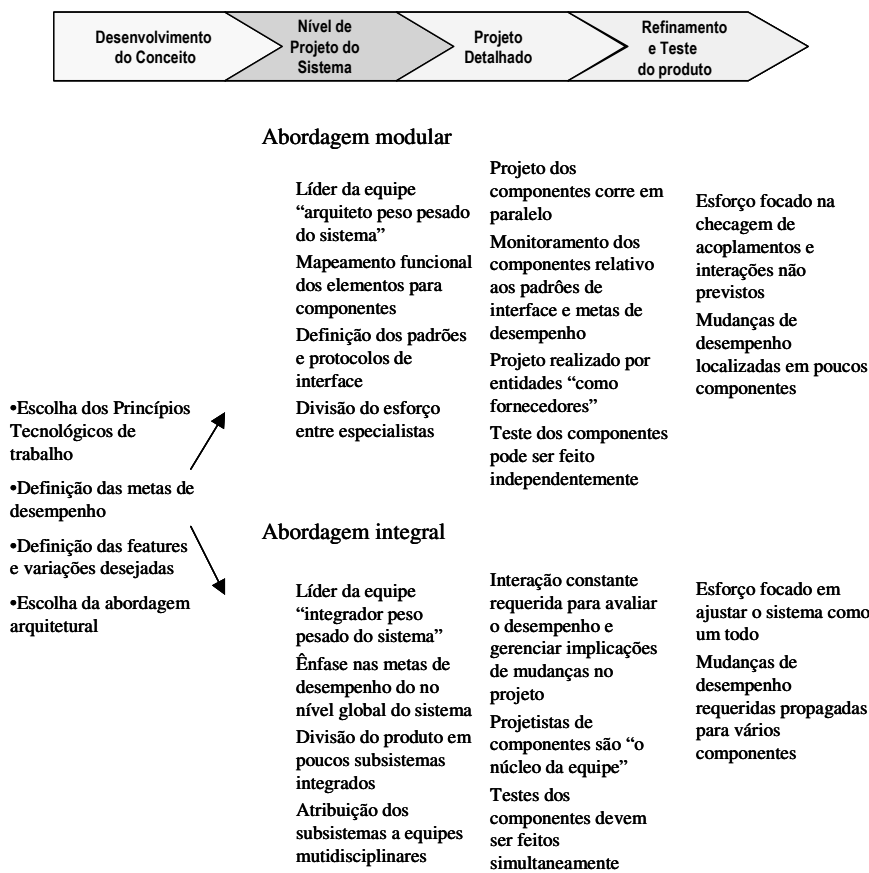 Desenvolvimento
do Conceito
Nível de
Projeto do
Sistema
Projeto
Detalhado
Refinamento
e Teste
do produto
•Escolha dos Princípios
Tecnológicos de
trabalho
•Definição das metas de
desempenho
•Definição das features
e variações desejadas
•Escolha da abordagem
arquitetural
Abordagem modular
Líder da equipe
“arquiteto peso pesado
do sistema”
Mapeamento funcional
dos elementos para
componentes
Definição dos padrões
e protocolos de
interface
Divisão do esforço
entre especialistas
Projeto dos
componentes corre em
paralelo
Monitoramento dos
componentes relativo
aos padrões de
interface e metas de
desempenho
Projeto realizado por
entidades “como
fornecedores”
Teste dos componentes
pode ser feito
independentemente
Esforço focado na
checagem de
acoplamentos e
interações não
previstos
Mudanças de
desempenho
localizadas em poucos
componentes
Abordagem integral
Líder da equipe
“integrador peso
pesado do sistema”
Ênfase nas metas de
desempenho do no
nível global do sistema
Divisão do produto em
poucos subsistemas
integrados
Atribuição dos
subsistemas a equipes
mutidisciplinares
Interação constante
requerida para avaliar
o desempenho e
gerenciar implicações
de mudanças no
projeto
Projetistas de
componentes são “o
núcleo da equipe”
Testes dos
componentes devem
ser feitos
simultaneamente
Esforço focado em
ajustar o sistema como
um todo
Mudanças de
desempenho
requeridas propagadas
para vários
componentes